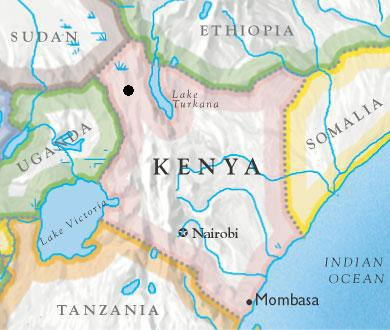 SUDAN
ETHIOPIA
Lake
Turkana
UGANDA
SOMALIA
KENYA
Lake Victoria
Nairobi
INDIAN
OCEAN
Mombasa
TANZANIA